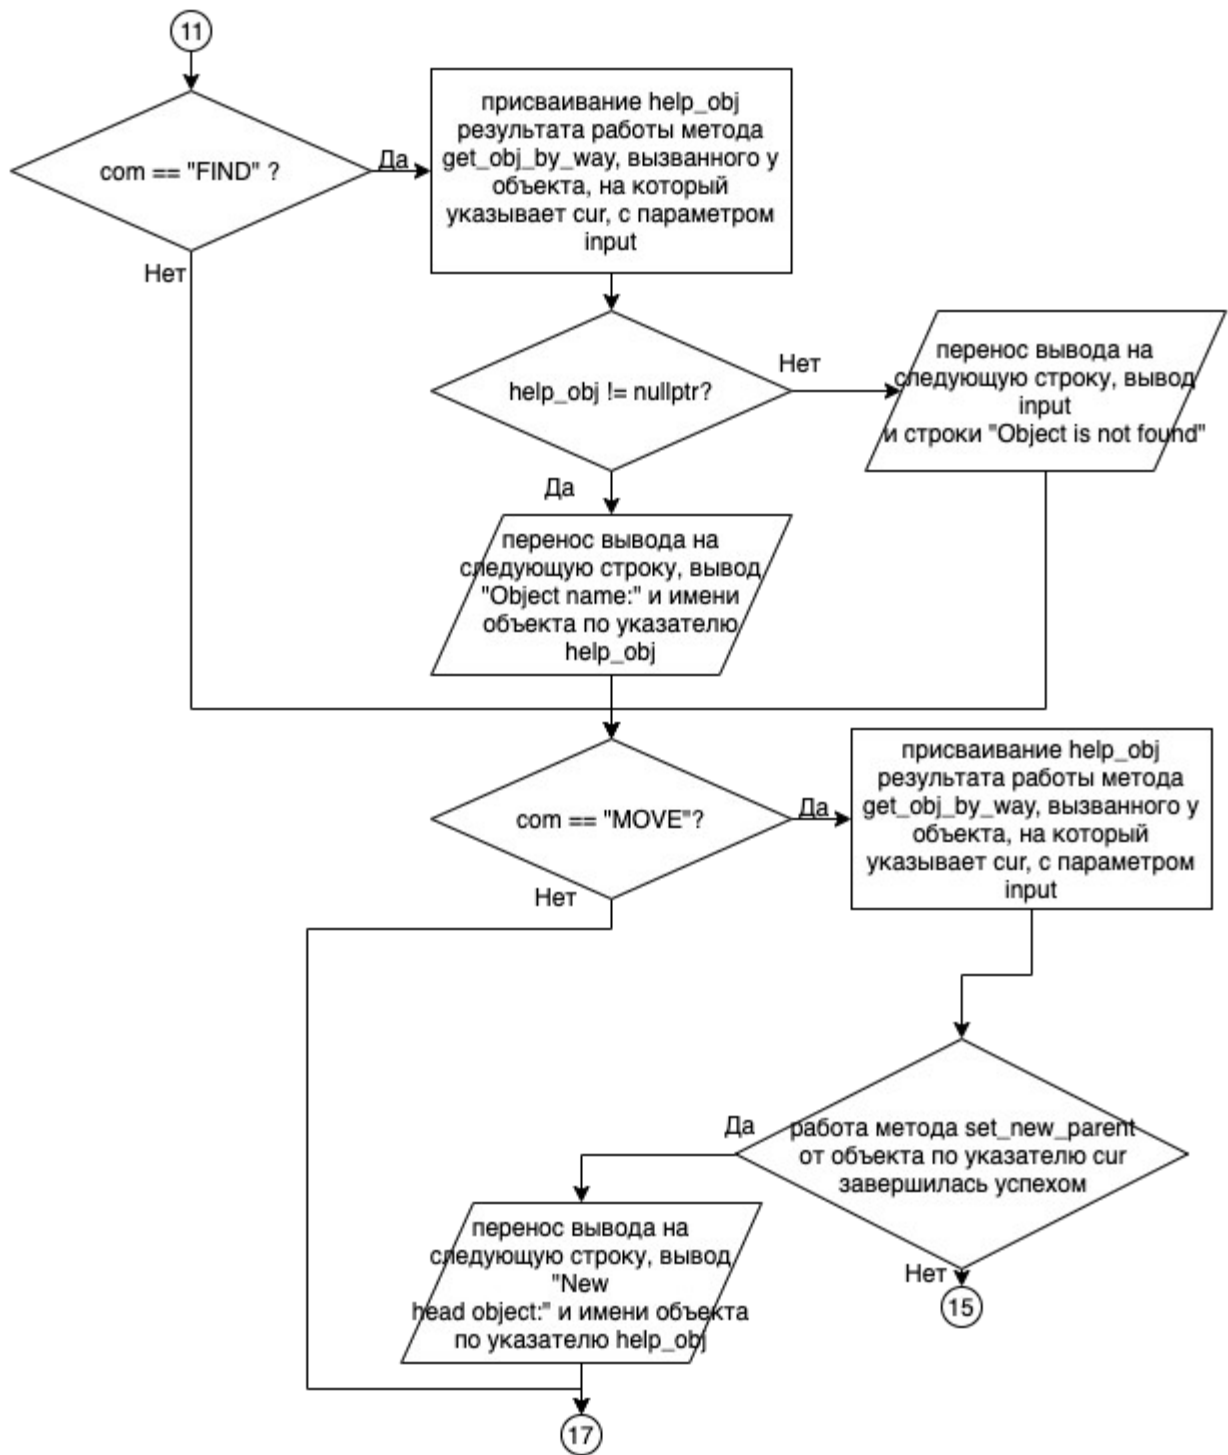 11
com == "FIND" ?
Да
присваивание help_obj
результата работы метода
get_obj_by_way, вызванного у
объекта, на который
указывает cur, с параметром
input
Нет
help_obj != nullptr?
Нет
перенос вывода на
следующую строку, вывод
input
и строки "Object is not found"
Да
перенос вывода на
следующую строку, вывод
"Object name:" и имени
объекта по указателю
help_obj
com == "MOVE"?
Да
присваивание help_obj
результата работы метода
get_obj_by_way, вызванного у
объекта, на который
указывает cur, с параметром
input
Нет
работа метода set_new_parent
от объекта по указателю cur
завершилась успехом
Да
перенос вывода на
следующую строку, вывод
"New
head object:" и имени объекта
по указателю help_obj
Нет
15
17